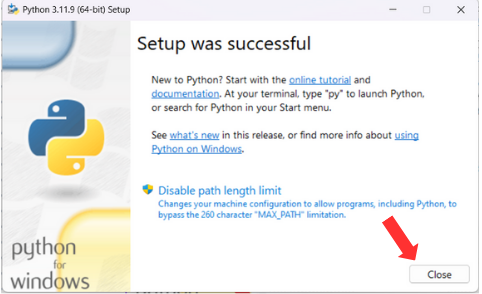 Python 3.11.9 (64-bit) Setup
Setup was successful
New to Python? Start with the online tutorial and
documentation. At your terminal, type "py" to launch Python,
or search for Python in your Start menu.
See what's new in this release, or find more info about using
Python on Windows.
Disable path length limit
Changes your machine configuration to allow programs, including Python, to
bypass the 260 character "MAX_PATH" limitation.
python
for
windows
Close